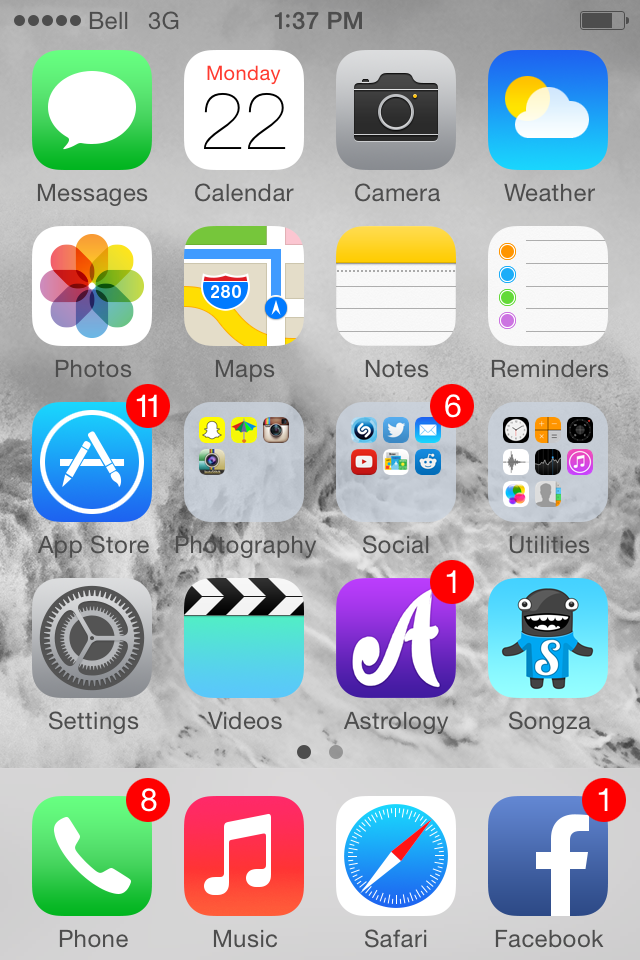 Bell 3G 1:37 PM
Monday
22
Messages Calendar Camera Weather
280
Photos Maps Notes Reminders
11 6
App Store Photography Social Utilities
1
A S
Settings Videos Astrology Songza
8 1
f
Phone Music Safari Facebook